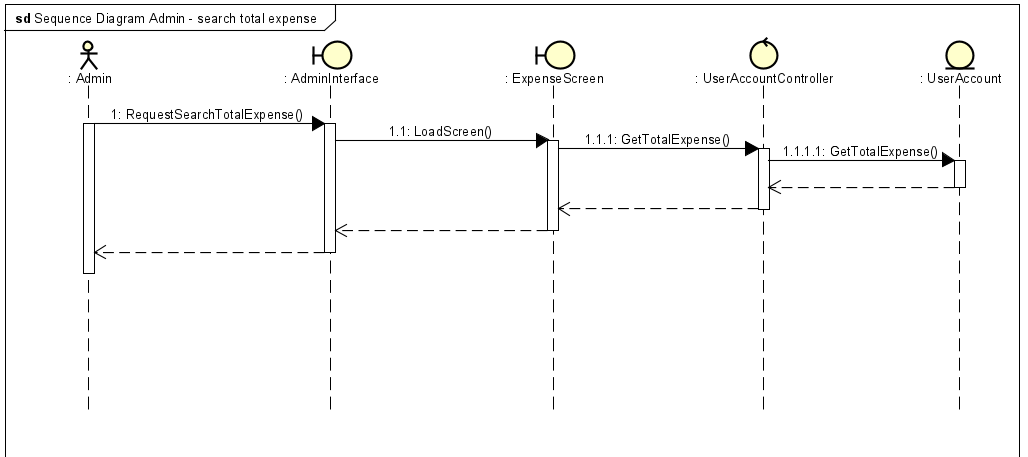 sd Sequence Diagram Admin - search total expense
: Admin
: AdminInterface
: ExpenseScreen
: UserAccountController
: UserAccount
1: RequestSearchTotalExpense()
1.1: LoadScreen()
1.1.1: GetTotalExpense()
1.1.1.1: GetTotalExpense()